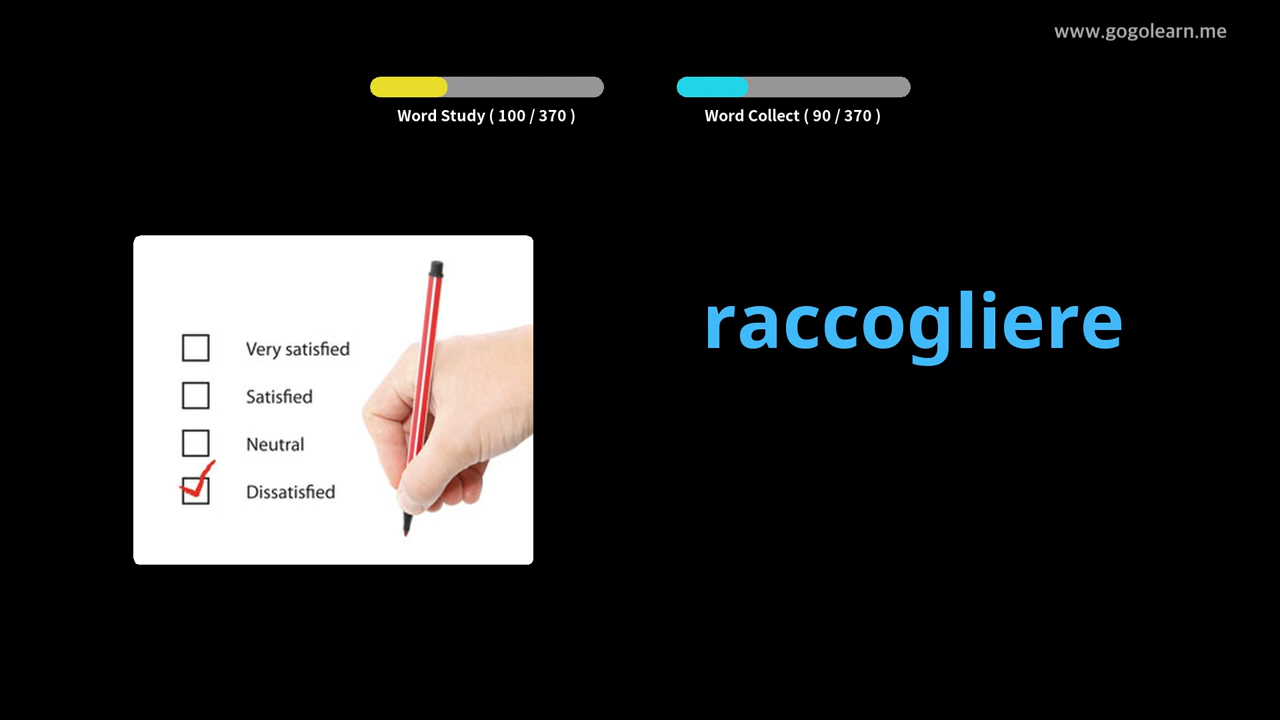 www.gogolearn.me
Word Study ( 100 / 370 )
Word Collect ( 90 / 370 )
raccogliere
Very satisfied
Satisfied
Neutral
Dissatisfied